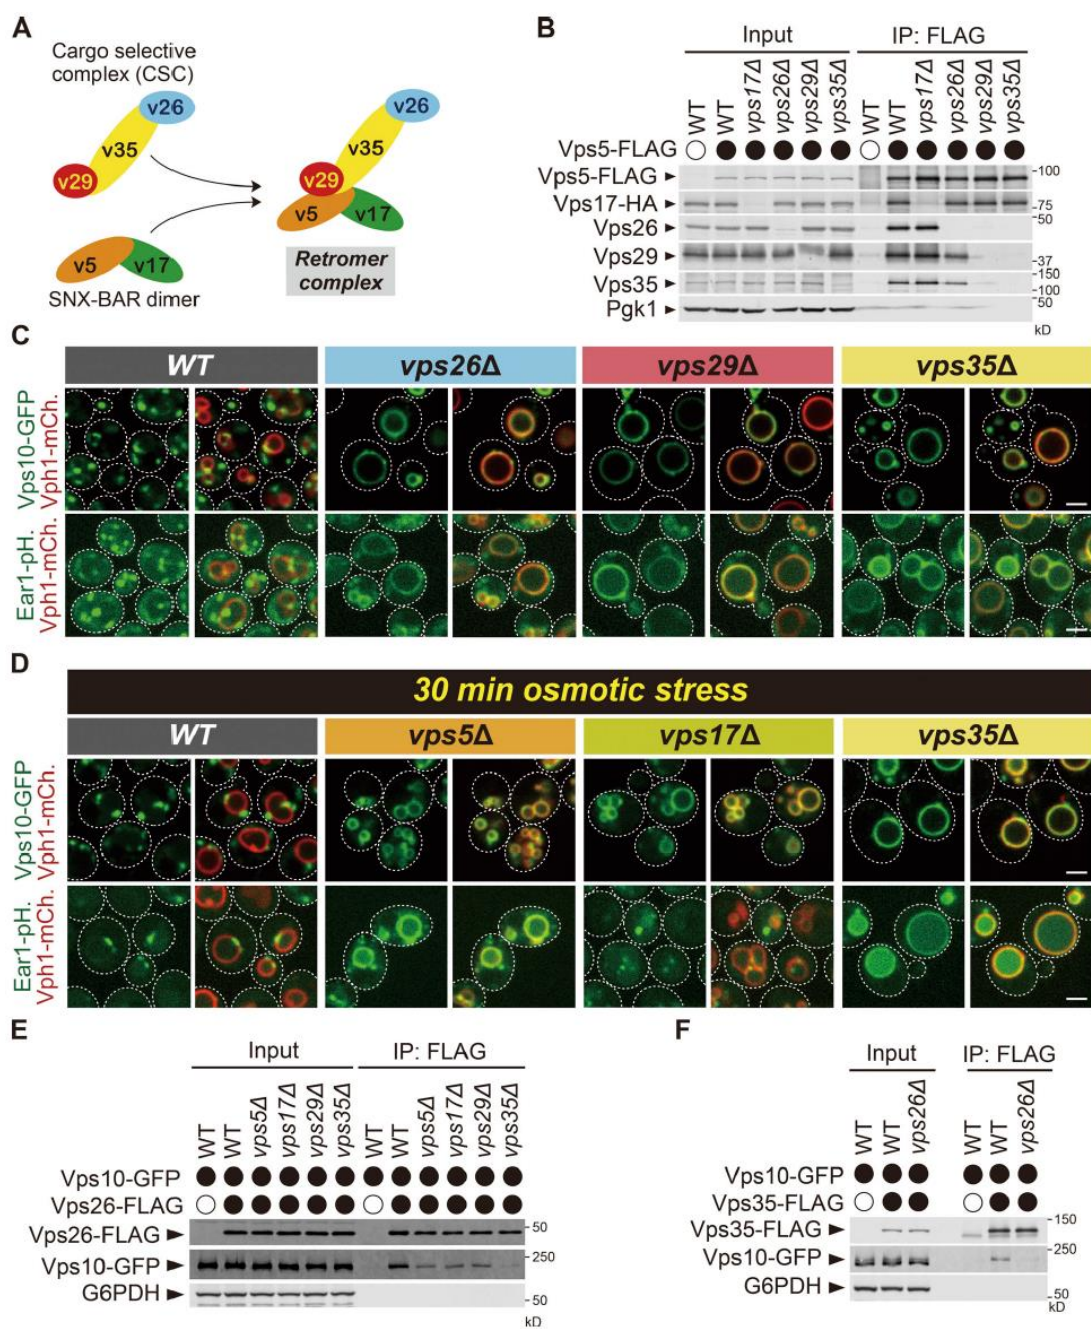 A
Cargo selective
complex (CSC)
v26
v35
v29
v5
v17
SNX-BAR dimer
v26
v35
v29
v5
v17
Retromer
complex
B
Input
IP: FLAG
WT
WT
vps17Δ
vps26Δ
vps29Δ
vps35Δ
WT
WT
vps17Δ
vps26Δ
vps29Δ
vps35Δ
Vps5-FLAG
Vps5-FLAG
100
Vps17-HA
75
Vps26
50
Vps29
37
Vps35
150
100
Pgk1
50
kD
C
WT
vps26Δ
vps29Δ
vps35Δ
Vps10-GFP
Vph1-mCh.
Ear1-pH.
Vph1-mCh.
D
30 min osmotic stress
WT
vps5Δ
vps17Δ
vps35Δ
Vps10-GFP
Vph1-mCh.
Ear1-pH.
Vph1-mCh.
E
Input
IP: FLAG
WT
WT
vps5Δ
vps17Δ
vps29Δ
vps35Δ
WT
WT
vps5Δ
vps17Δ
vps29Δ
vps35Δ
Vps10-GFP
Vps26-FLAG
Vps26-FLAG
50
Vps10-GFP
250
G6PDH
50
kD
F
Input
IP: FLAG
WT
WT
vps26Δ
WT
WT
vps26Δ
Vps10-GFP
Vps35-FLAG
Vps35-FLAG
150
Vps10-GFP
250
G6PDH
50
kD